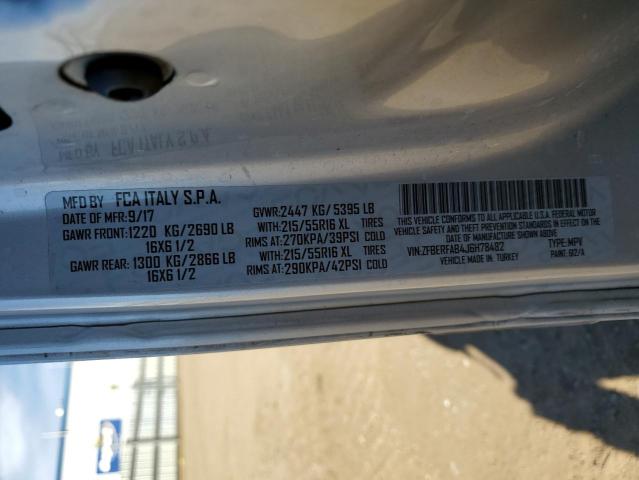 MFD BY FCA ITALY S.P.A.
DATE OF MFR: 9/17
GAWR FRONT: 1220 KG/2690 LB
16X6 1/2
GAWR REAR: 1300 KG/2866 LB
16X6 1/2
GVWR: 2447 KG/ 5395 LB
WITH: 215/55R16 XL TIRES
RIMS AT: 270KPA/39PSI COLD
WITH: 215/55R16 XL TIRES
RIMS AT: 290KPA/42PSI COLD
THIS VEHICLE CONFORMS TO ALL APPLICABLE U.S.A. FEDERAL MOTOR
VEHICLE SAFETY AND THEFT PREVENTION STANDARDS IN EFFECT ON THE
DATE OF MANUFACTURE SHOWN ABOVE.
VIN: ZFBERFAB4J6H78482 TYPE: MPV
VEHICLE MADE IN: TURKEY PAINT: 612/A